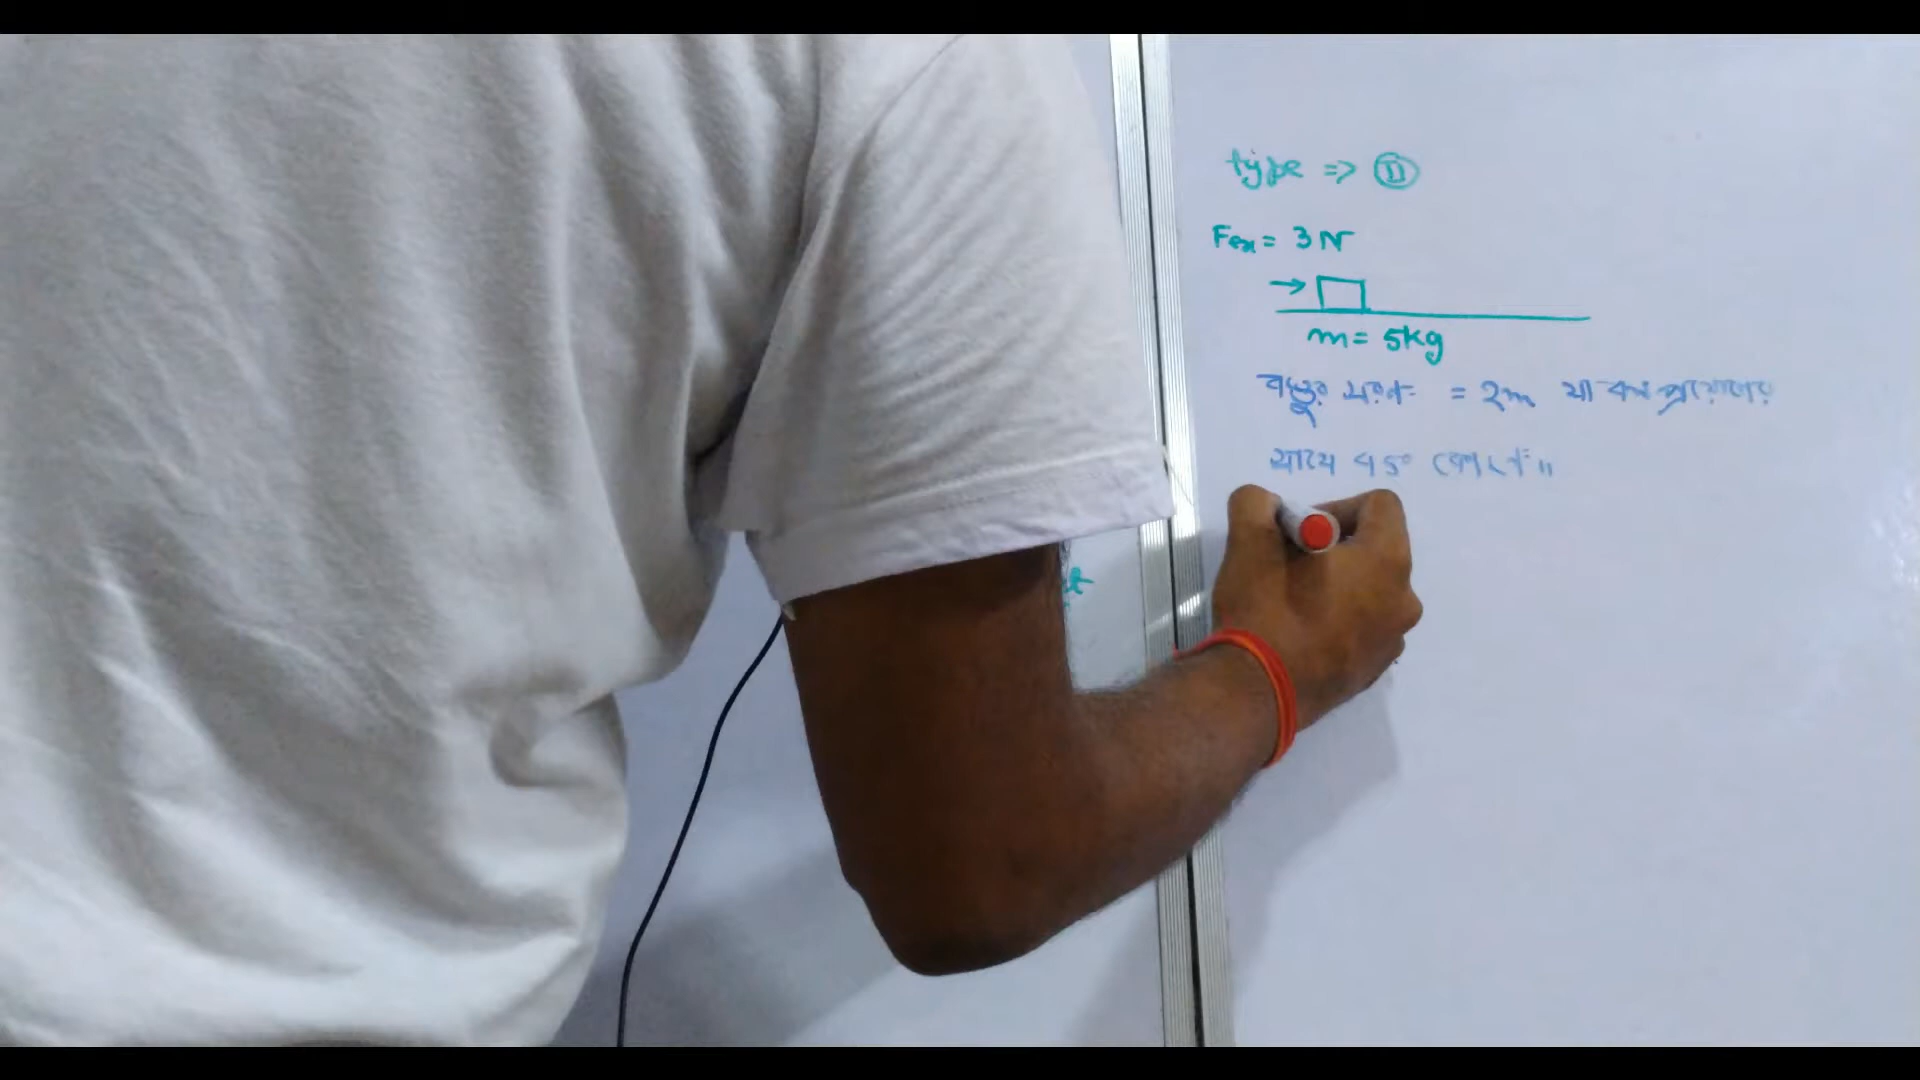 type => II
Fex = 3N
→
m = 5kg
বস্তুর সরণ = 2m যা বল প্রয়োগের
সাথে 45° কোণে।।